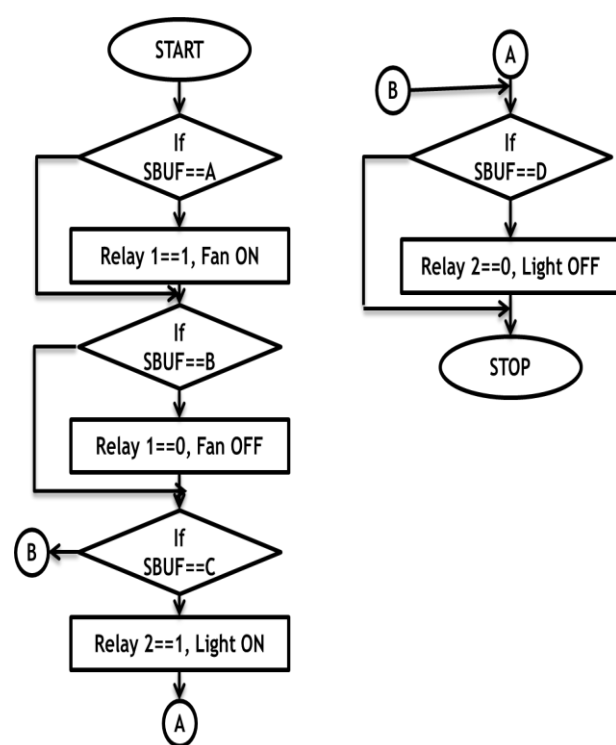 START
If
SBUF==A
Relay 1==1, Fan ON
If
SBUF==B
Relay 1==0, Fan OFF
If
SBUF==C
B
Relay 2==1, Light ON
A
A
B
If
SBUF==D
Relay 2==0, Light OFF
STOP